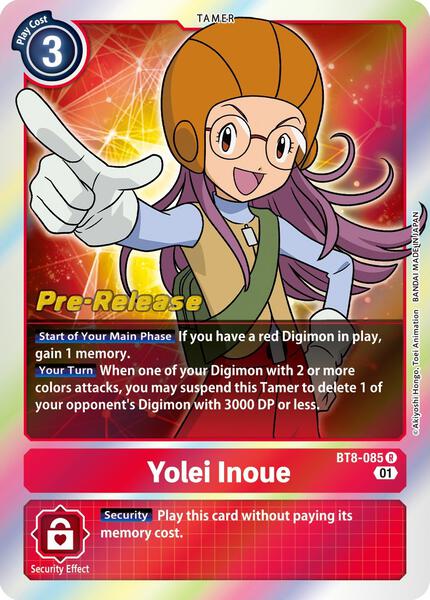 TAMER
Play Cost
3
Pre-Release
Start of Your Main Phase If you have a red Digimon in play,
gain 1 memory.
Your Turn When one of your Digimon with 2 or more
colors attacks, you may suspend this Tamer to delete 1 of
your opponent's Digimon with 3000 DP or less.
©Akiyoshi Hongo, Toei Animation BANDAI MADE IN JAPAN
BT8-085 R
Yolei Inoue
01
Security Play this card without paying its
memory cost.
Security Effect